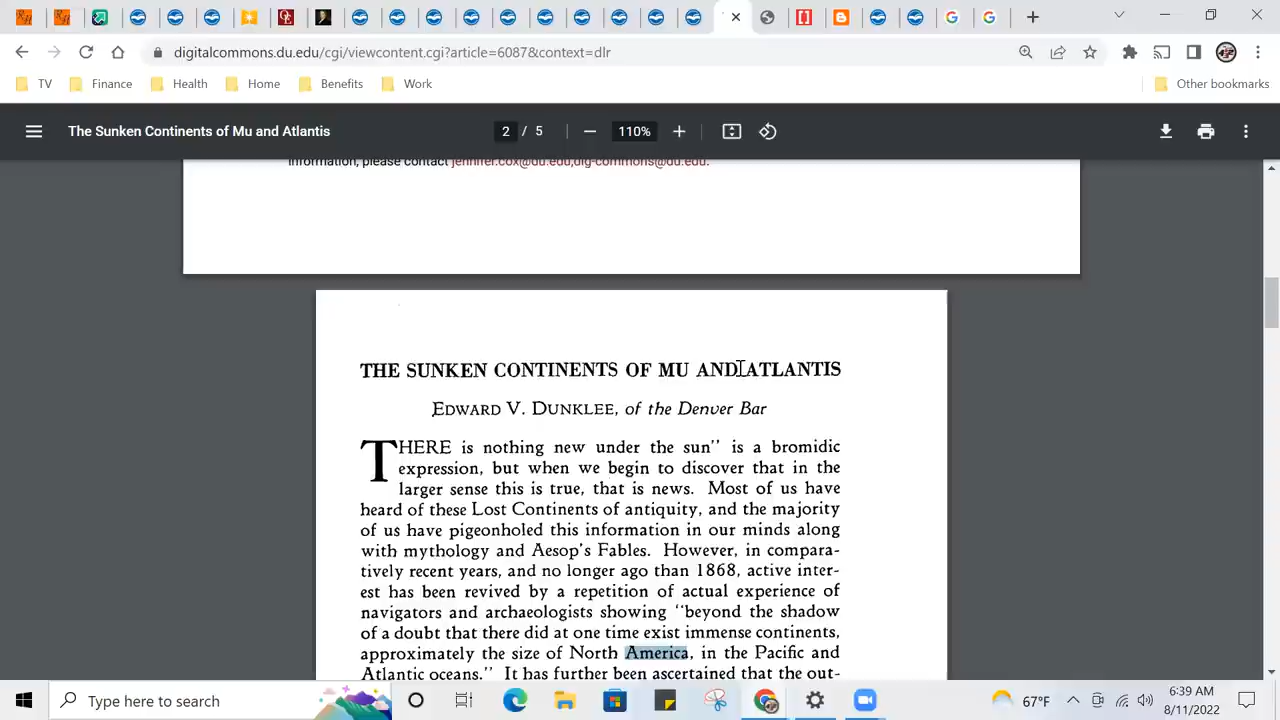 digitalcommons.du.edu/cgi/viewcontent.cgi?article=6087&context=dlr
TV Finance Health Home Benefits Work Other bookmarks
The Sunken Continents of Mu and Atlantis 2 / 5 110%
information, please contact jennifer.cox@du.edu,dig-commons@du.edu.
THE SUNKEN CONTINENTS OF MU AND ATLANTIS
EDWARD V. DUNKLEE, of the Denver Bar
THERE is nothing new under the sun" is a bromidic
expression, but when we begin to discover that in the
larger sense this is true, that is news. Most of us have
heard of these Lost Continents of antiquity, and the majority
of us have pigeonholed this information in our minds along
with mythology and Aesop's Fables. However, in compara-
tively recent years, and no longer ago than 1868, active inter-
est has been revived by a repetition of actual experience of
navigators and archaeologists showing "beyond the shadow
of a doubt that there did at one time exist immense continents,
approximately the size of North America, in the Pacific and
Atlantic oceans." It has further been ascertained that the out-
Type here to search 67°F 6:39 AM
8/11/2022